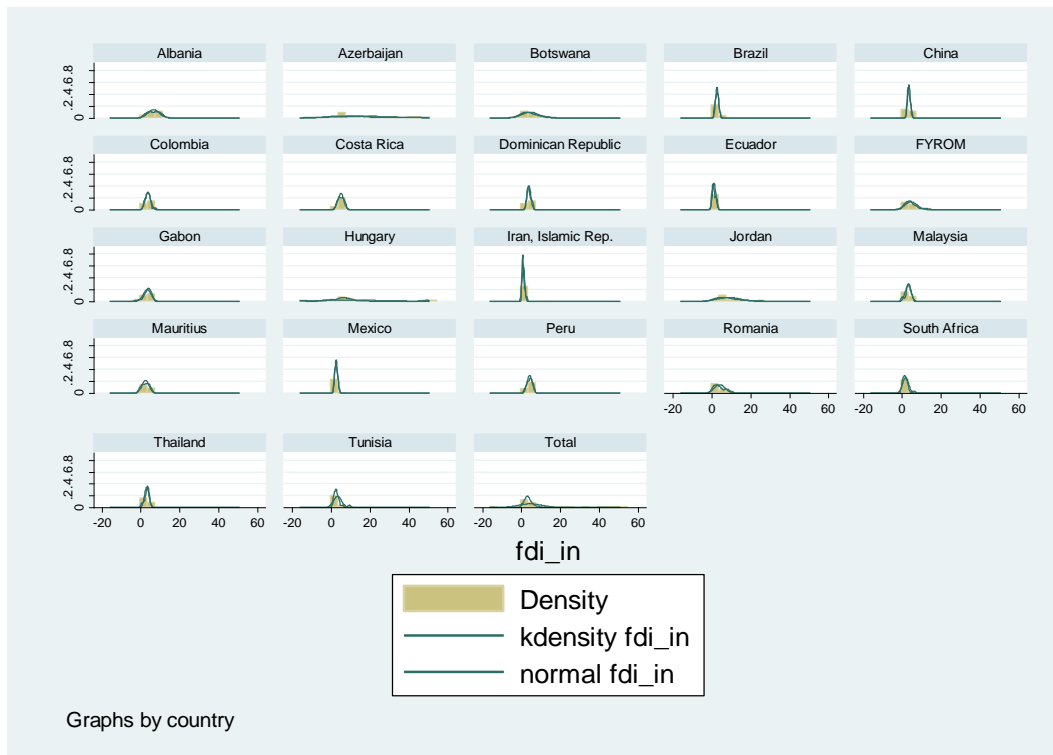 Albania Azerbaijan Botswana Brazil China
0 .2.4.6.8
Colombia Costa Rica Dominican Republic Ecuador FYROM
0 .2.4.6.8
Gabon Hungary Iran, Islamic Rep. Jordan Malaysia
0 .2.4.6.8
Mauritius Mexico Peru Romania South Africa
0 .2.4.6.8
-20 0 20 40 60 -20 0 20 40 60
Thailand Tunisia Total
0 .2.4.6.8
-20 0 20 40 60 -20 0 20 40 60 -20 0 20 40 60
fdi_in
Density
kdensity fdi_in
normal fdi_in
Graphs by country